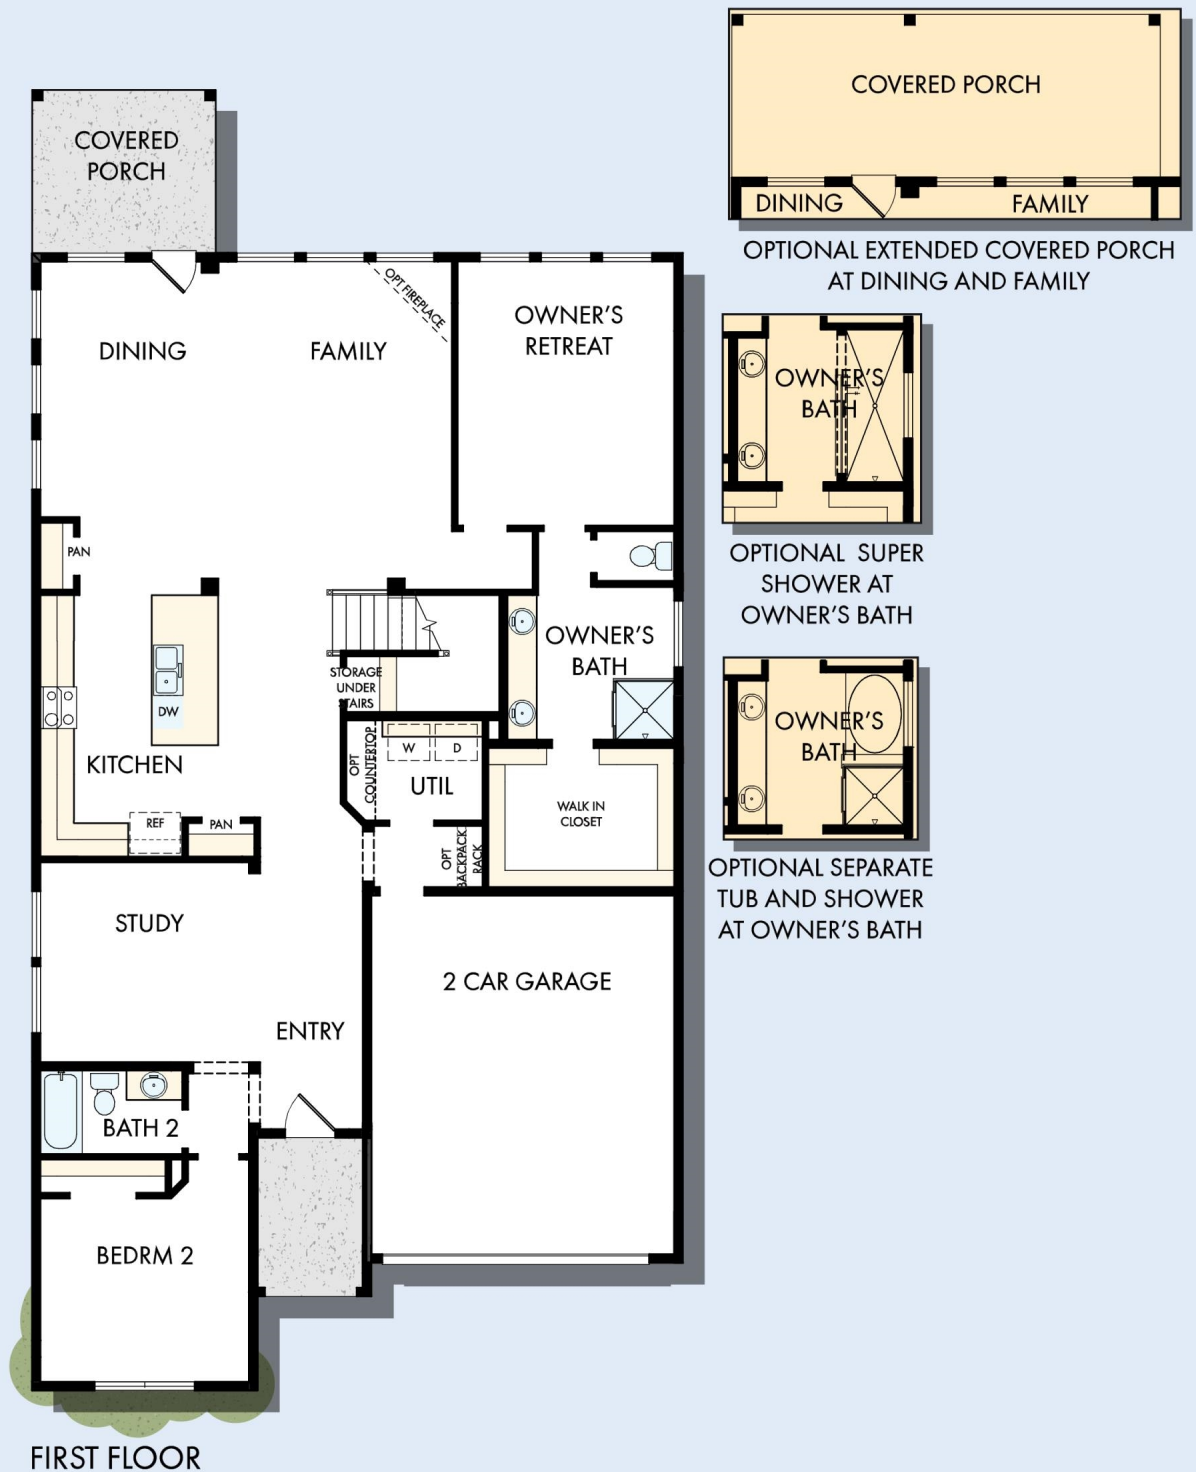 COVERED PORCH
DINING
FAMILY
OPTIONAL EXTENDED COVERED PORCH
AT DINING AND FAMILY
COVERED
PORCH
OPT FIREPLACE
DINING
FAMILY
OWNER'S
RETREAT
PAN
OWNER'S
BATH
STORAGE
UNDER
STAIRS
DW
KITCHEN
REF
PAN
OPT
COUNTERTOP
W
D
UTIL
OPT
BACKPACK
RACK
WALK IN
CLOSET
STUDY
ENTRY
2 CAR GARAGE
BATH 2
BEDRM 2
FIRST FLOOR
OWNER'S
BATH
OPTIONAL SUPER
SHOWER AT
OWNER'S BATH
OWNER'S
BATH
OPTIONAL SEPARATE
TUB AND SHOWER
AT OWNER'S BATH